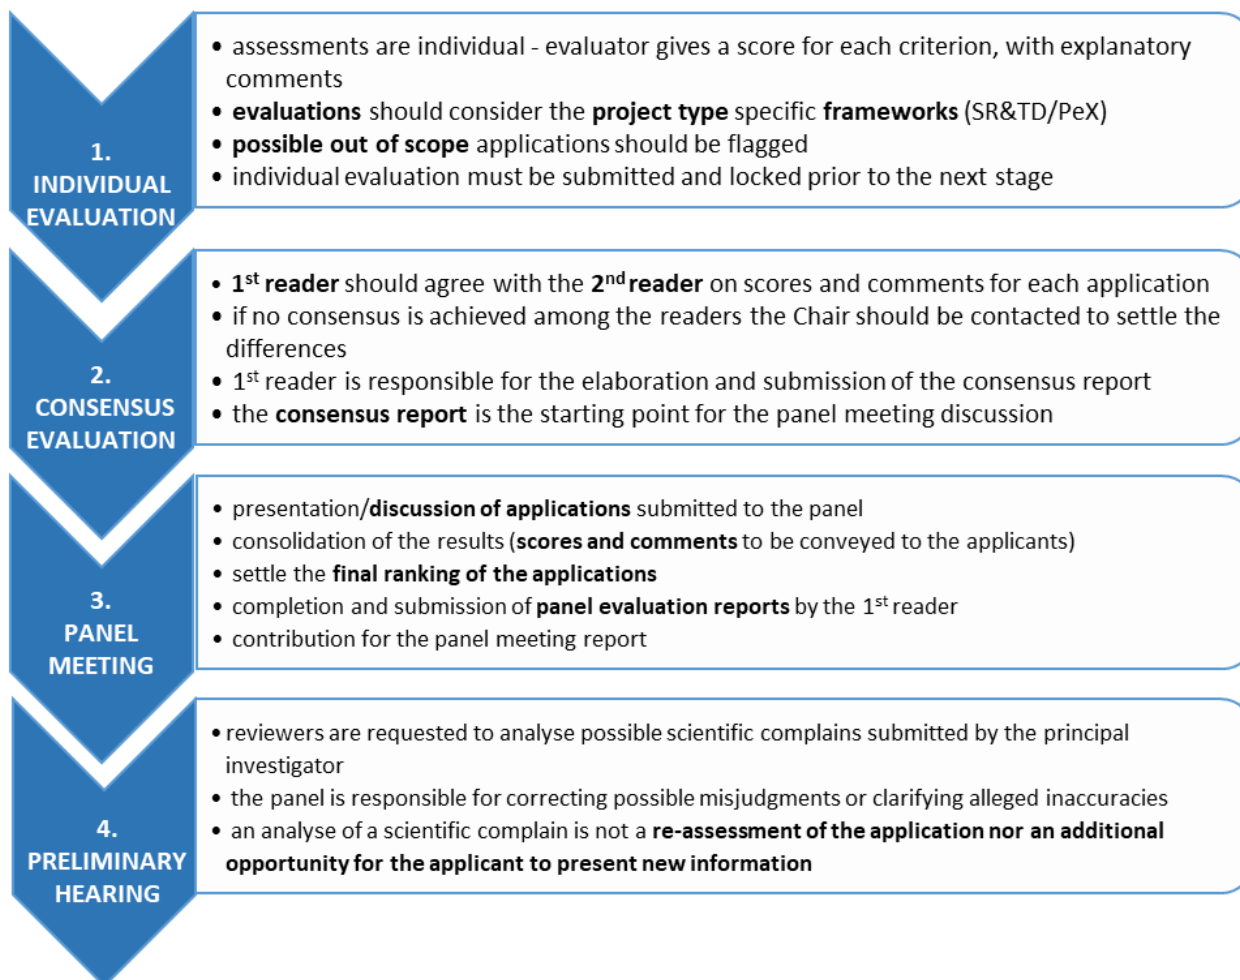 1.
INDIVIDUAL
EVALUATION
• assessments are individual - evaluator gives a score for each criterion, with explanatory
comments
• evaluations should consider the project type specific frameworks (SR&TD/PeX)
• possible out of scope applications should be flagged
• individual evaluation must be submitted and locked prior to the next stage
2.
CONSENSUS
EVALUATION
• 1st reader should agree with the 2nd reader on scores and comments for each application
• if no consensus is achieved among the readers the Chair should be contacted to settle the
differences
• 1st reader is responsible for the elaboration and submission of the consensus report
• the consensus report is the starting point for the panel meeting discussion
3.
PANEL
MEETING
• presentation/discussion of applications submitted to the panel
• consolidation of the results (scores and comments to be conveyed to the applicants)
• settle the final ranking of the applications
• completion and submission of panel evaluation reports by the 1st reader
• contribution for the panel meeting report
4.
PRELIMINARY
HEARING
• reviewers are requested to analyse possible scientific complains submitted by the principal
investigator
• the panel is responsible for correcting possible misjudgments or clarifying alleged inaccuracies
• an analyse of a scientific complain is not a re-assessment of the application nor an additional
opportunity for the applicant to present new information